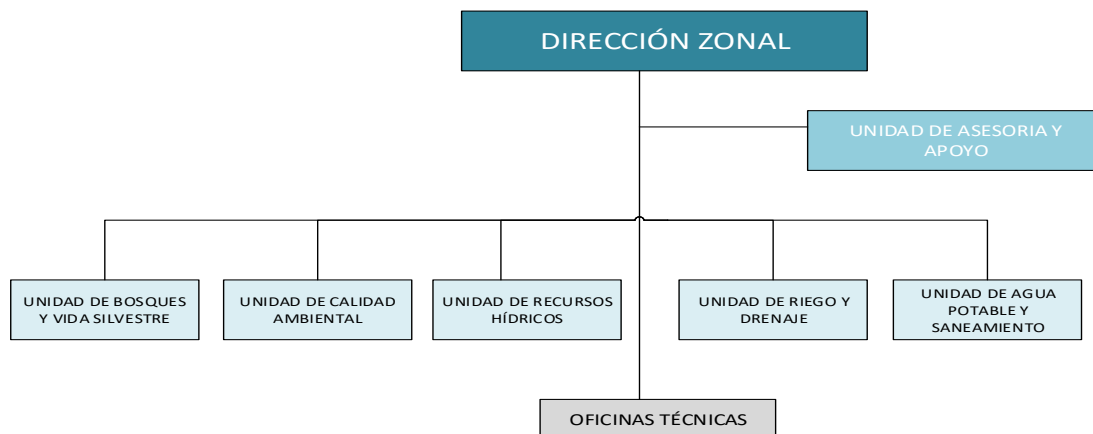 DIRECCIÓN ZONAL
UNIDAD DE ASESORIA Y
APOYO
UNIDAD DE BOSQUES
Y VIDA SILVESTRE
UNIDAD DE CALIDAD
AMBIENTAL
UNIDAD DE RECURSOS
HÍDRICOS
UNIDAD DE RIEGO Y
DRENAJE
UNIDAD DE AGUA
POTABLE Y
SANEAMIENTO
OFICINAS TÉCNICAS